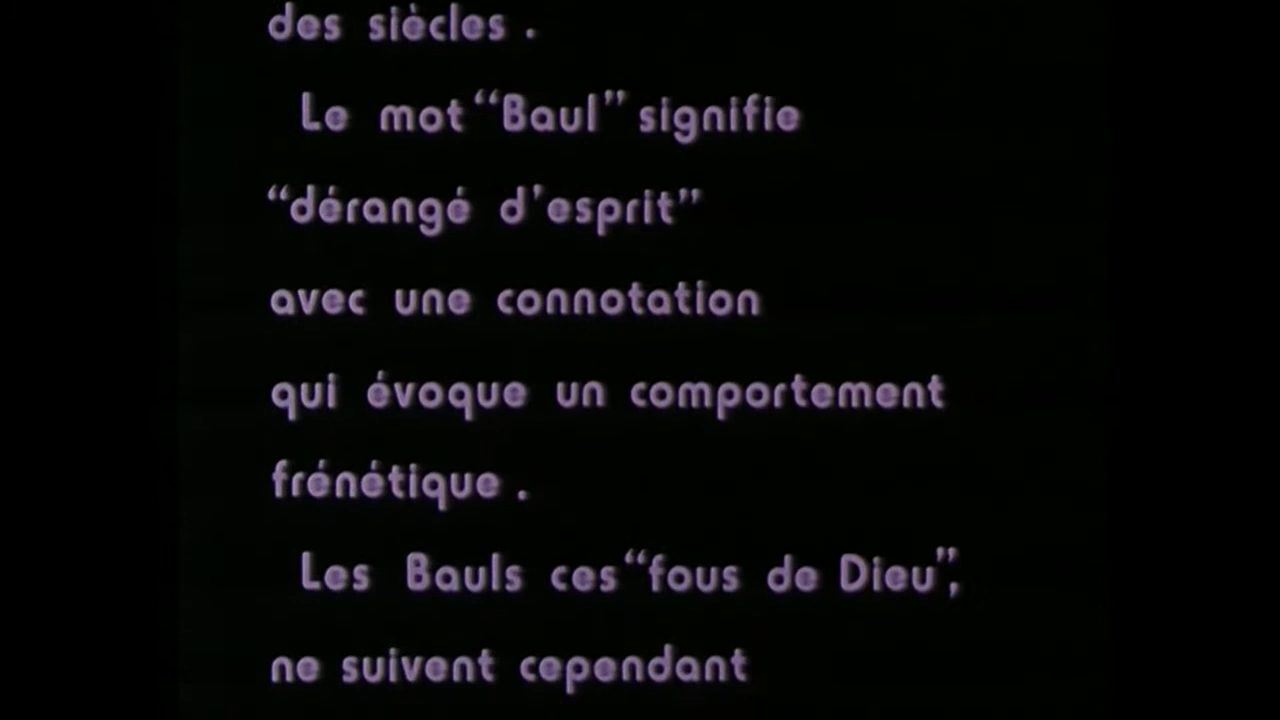 des siècles .
Le mot “Baul” signifie
“dérangé d'esprit”
avec une connotation
qui évoque un comportement
frénétique .
Les Bauls ces “fous de Dieu”,
ne suivent cependant